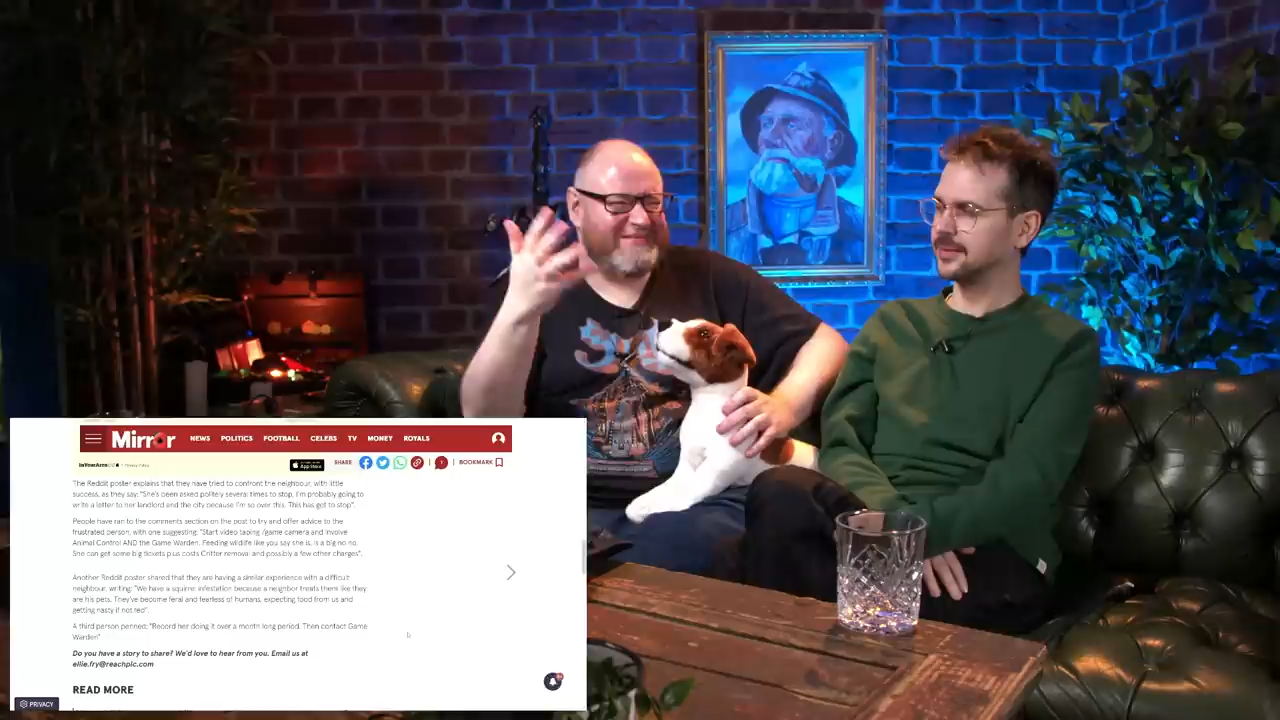 Mirror
NEWS POLITICS FOOTBALL CELEBS TV MONEY ROYALS
InYourArea
App Store
SHARE
BOOKMARK
The Reddit poster explains that they have tried to confront the neighbour, with little
success, as they say: "She's been asked politely several times to stop, I'm probably going to
write a letter to her landlord and the city because I'm so over this. This has got to stop".
People have ran to the comments section on the post to try and offer advice to the
frustrated person, with one suggesting: "Start video taping /game camera and involve
Animal Control AND the Game Warden. Feeding wildlife like you say she is, is a big no no.
She can get some big tickets plus costs Critter removal and possibly a few other charges".
Another Reddit poster shared that they are having a similar experience with a difficult
neighbour, writing: "We have a squirrel infestation because a neighbor treats them like they
are his pets. They've become feral and fearless of humans, expecting food from us and
getting nasty if not fed".
A third person penned: "Record her doing it over a month long period. Then contact Game
Warden"
Do you have a story to share? We'd love to hear from you. Email us at
ellie.fry@reachplc.com
READ MORE
PRIVACY